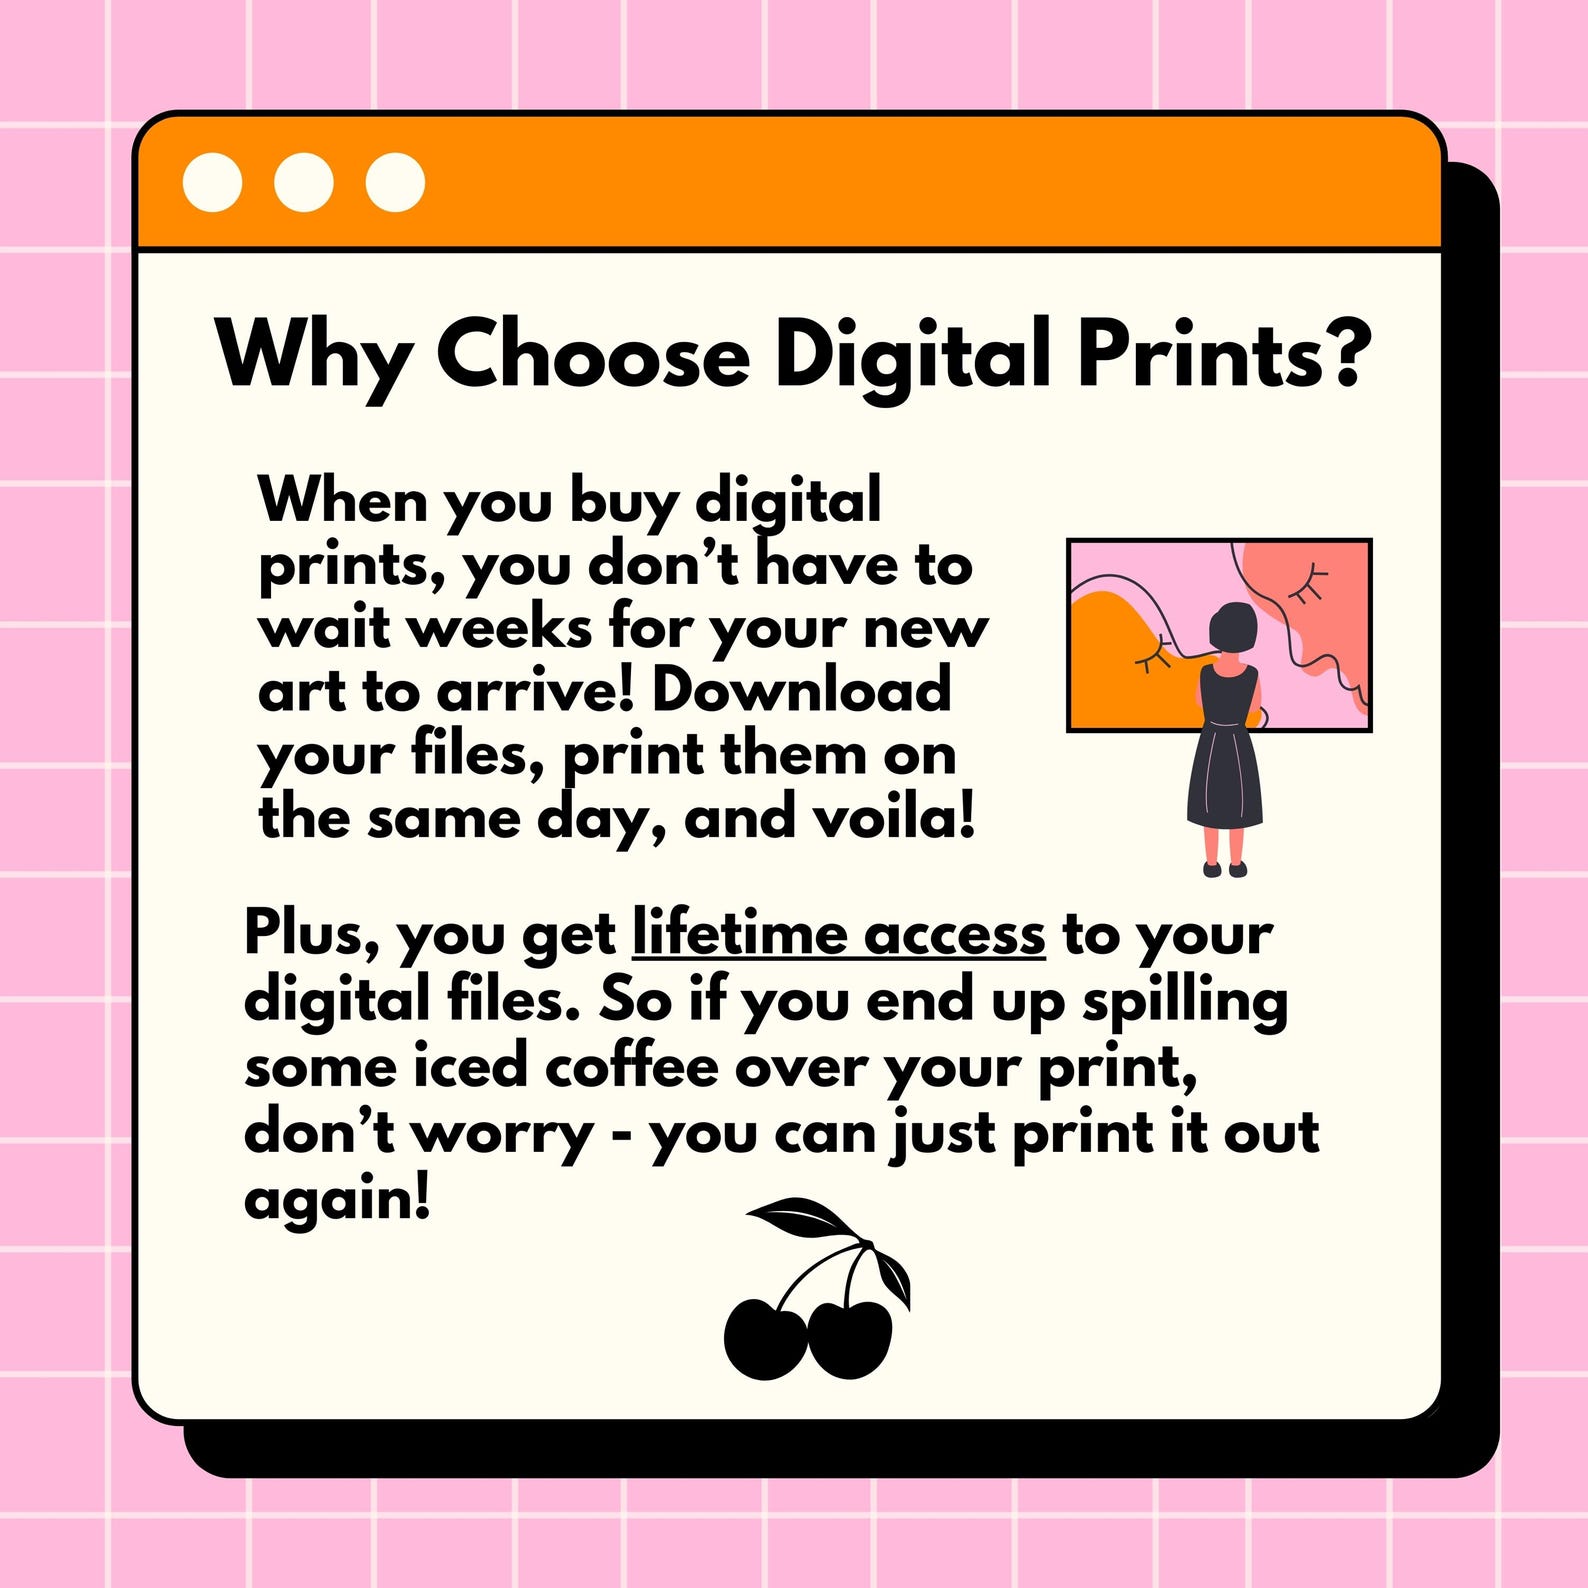 Why Choose Digital Prints?
When you buy digital
prints, you don’t have to
wait weeks for your new
art to arrive! Download
your files, print them on
the same day, and voila!
Plus, you get lifetime access to your
digital files. So if you end up spilling
some iced coffee over your print,
don’t worry - you can just print it out
again!